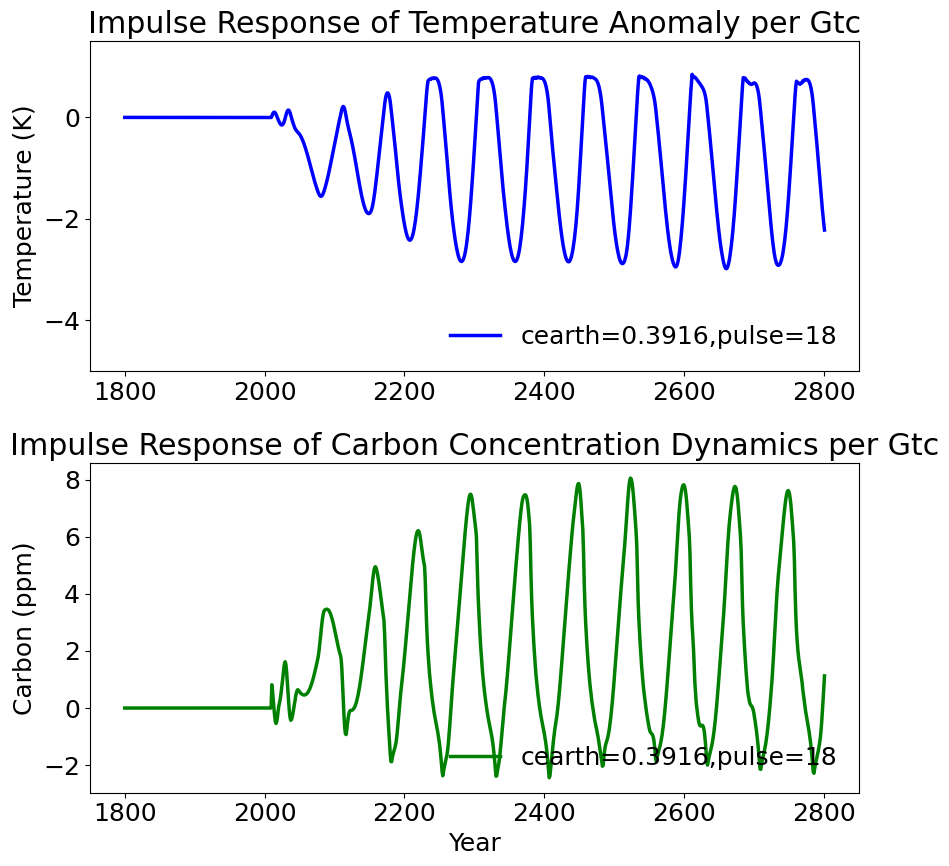 Impulse Response of Temperature Anomaly per Gtc
Temperature (K)
0
−2
−4
cearth=0.3916,pulse=18
1800 2000 2200 2400 2600 2800
Impulse Response of Carbon Concentration Dynamics per Gtc
Carbon (ppm)
8
6
4
2
0
−2
cearth=0.3916,pulse=18
1800 2000 2200 2400 2600 2800
Year